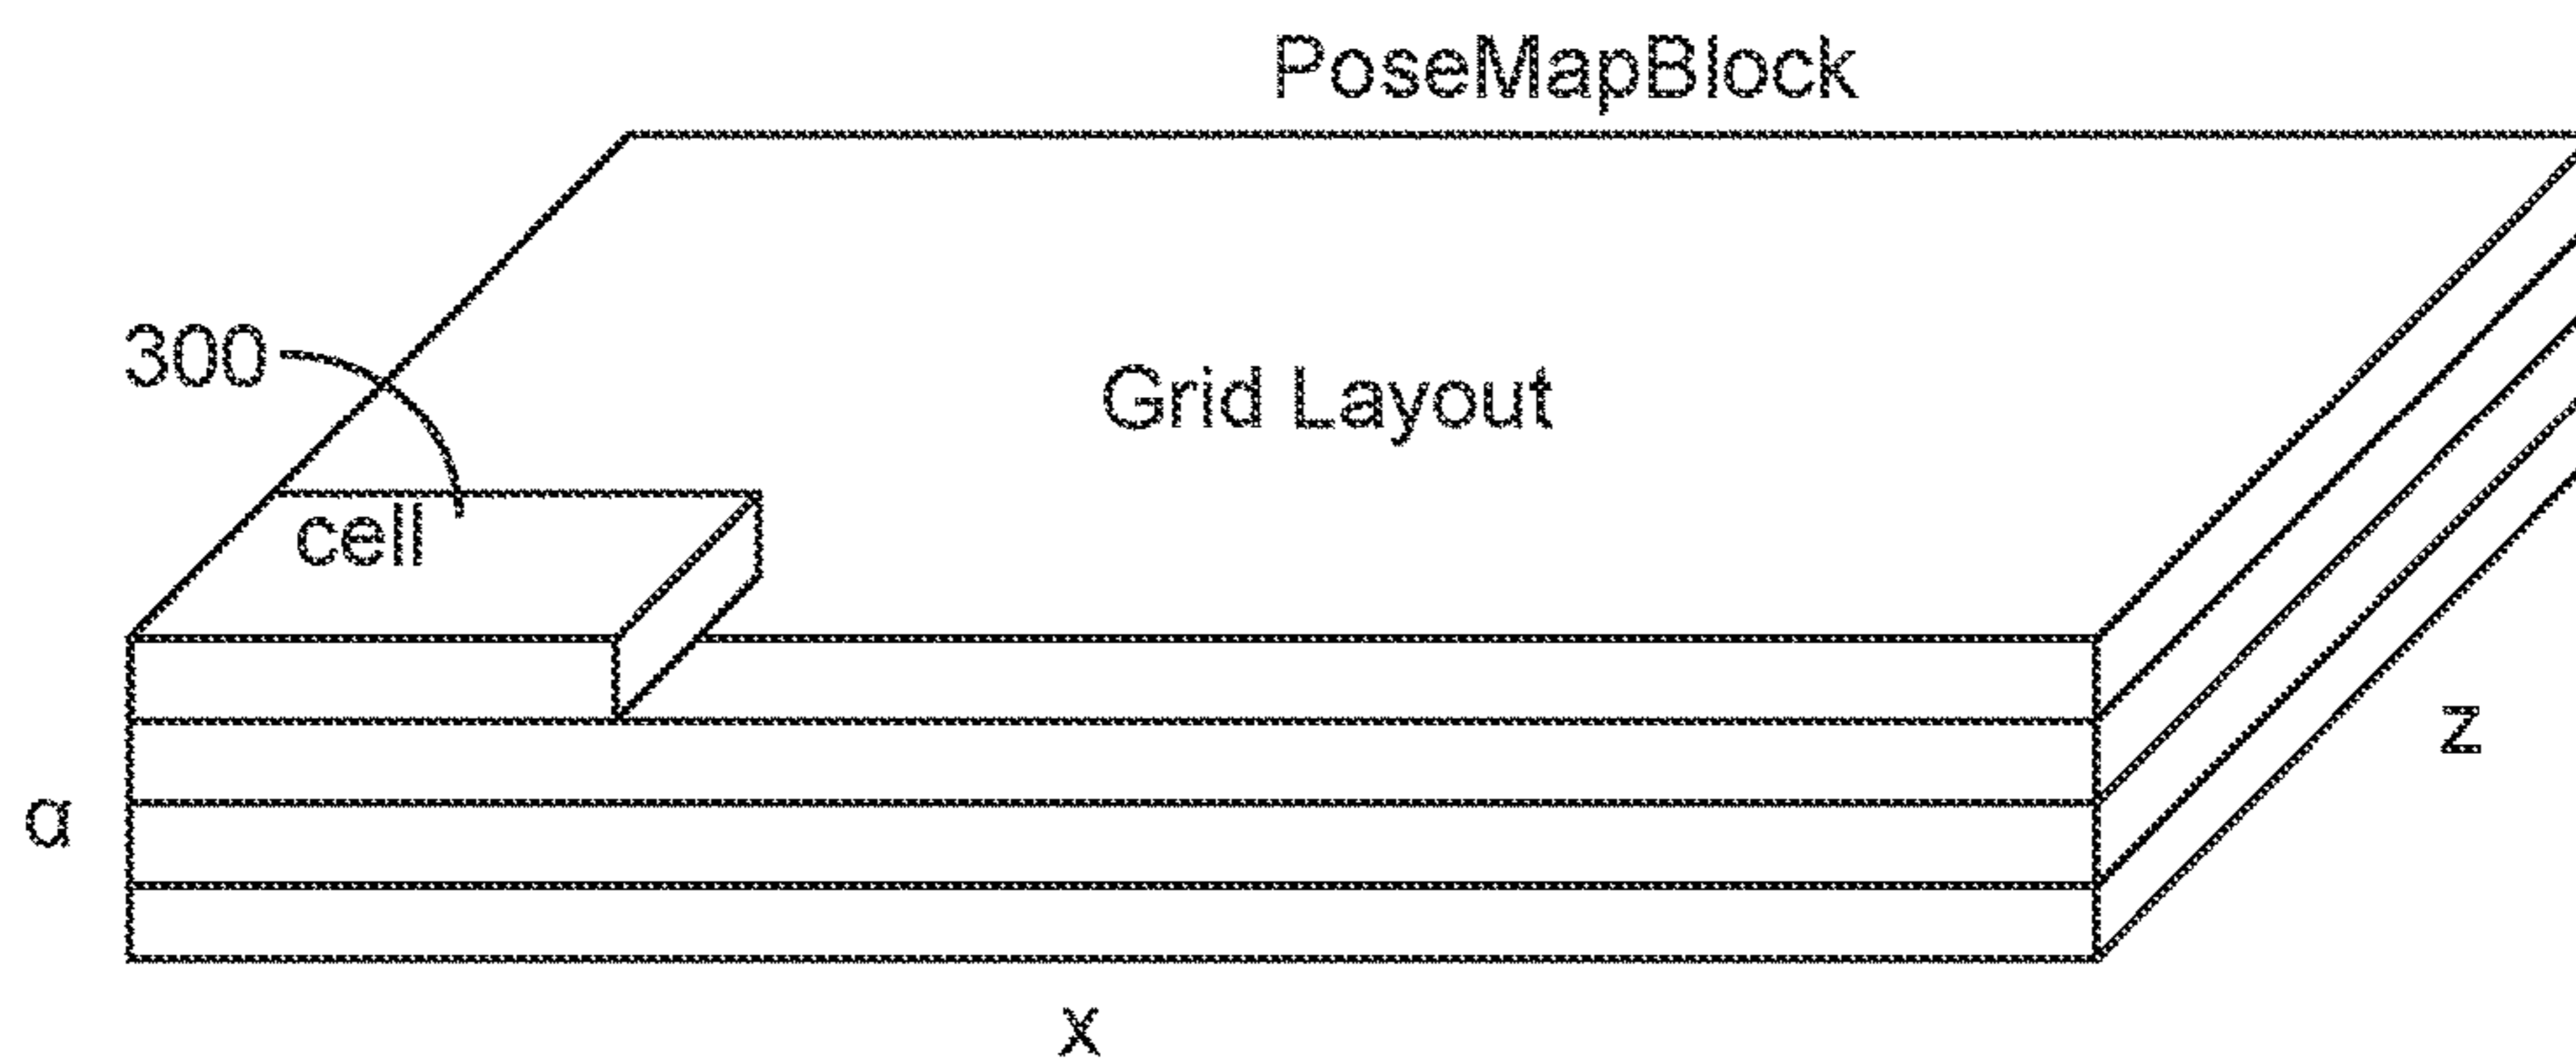 PoseMapBlock
300
Grid Layout
cell
z
α
x